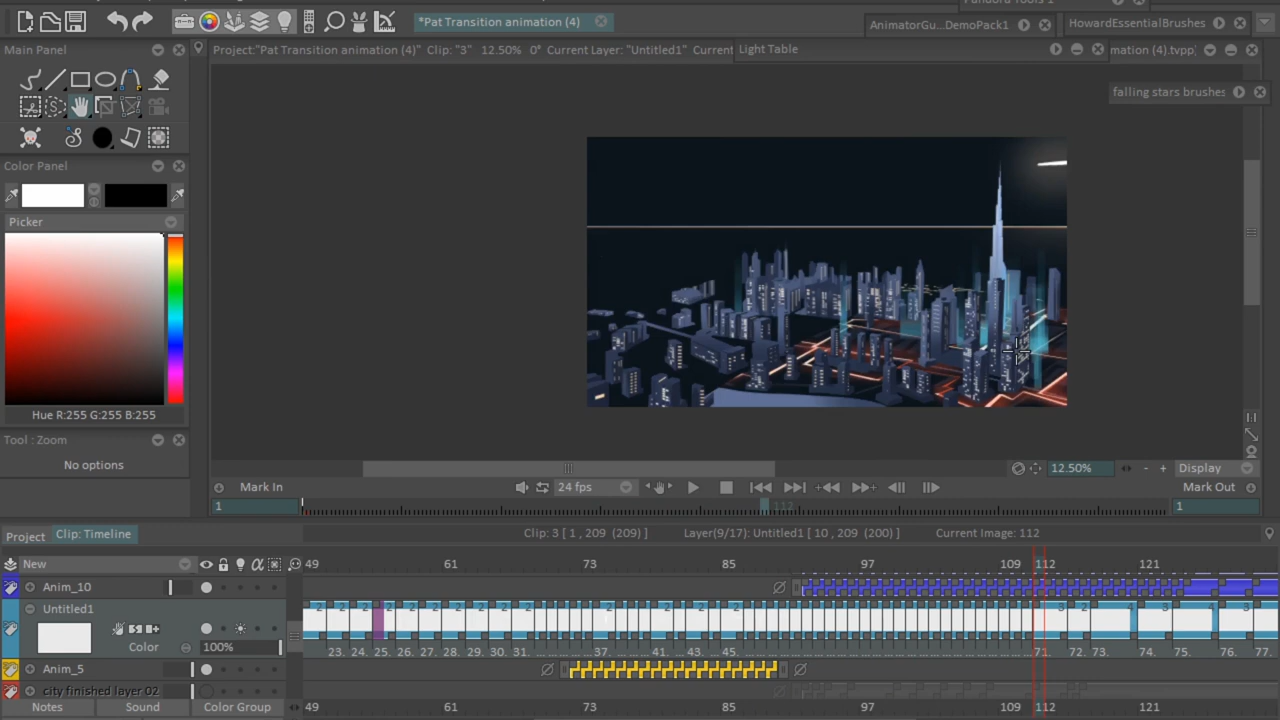 Pandora Tools 1
*Pat Transition animation (4)
AnimatorGu...DemoPack1
HowardEssentialBrushes
Main Panel
Project:"Pat Transition animation (4)" Clip: "3" 12.50% 0° Current Layer: "Untitled1" Current
Light Table
mation (4).tvpp
falling stars brushes
Color Panel
Picker
Hue R:255 G:255 B:255
Tool : Zoom
No options
12.50%
- +
Display
Mark In
24 fps
Mark Out
1
112
1
Project
Clip: Timeline
Clip: 3 [ 1 , 209 (209) ]
Layer(9/17): Untitled1 [ 10 , 209 (200) ]
Current Image: 112
New
49 61 73 85 97 109 112 121
Anim_10
Untitled1
Color
100%
23. 24. 25. 26. 27. 28. 29. 30. 31. 37. 41. 43. 45. 71. 72. 73. 74. 75. 76. 77.
Anim_5
city finished layer 02
Notes
Sound
Color Group
49 61 73 85 97 109 112 121